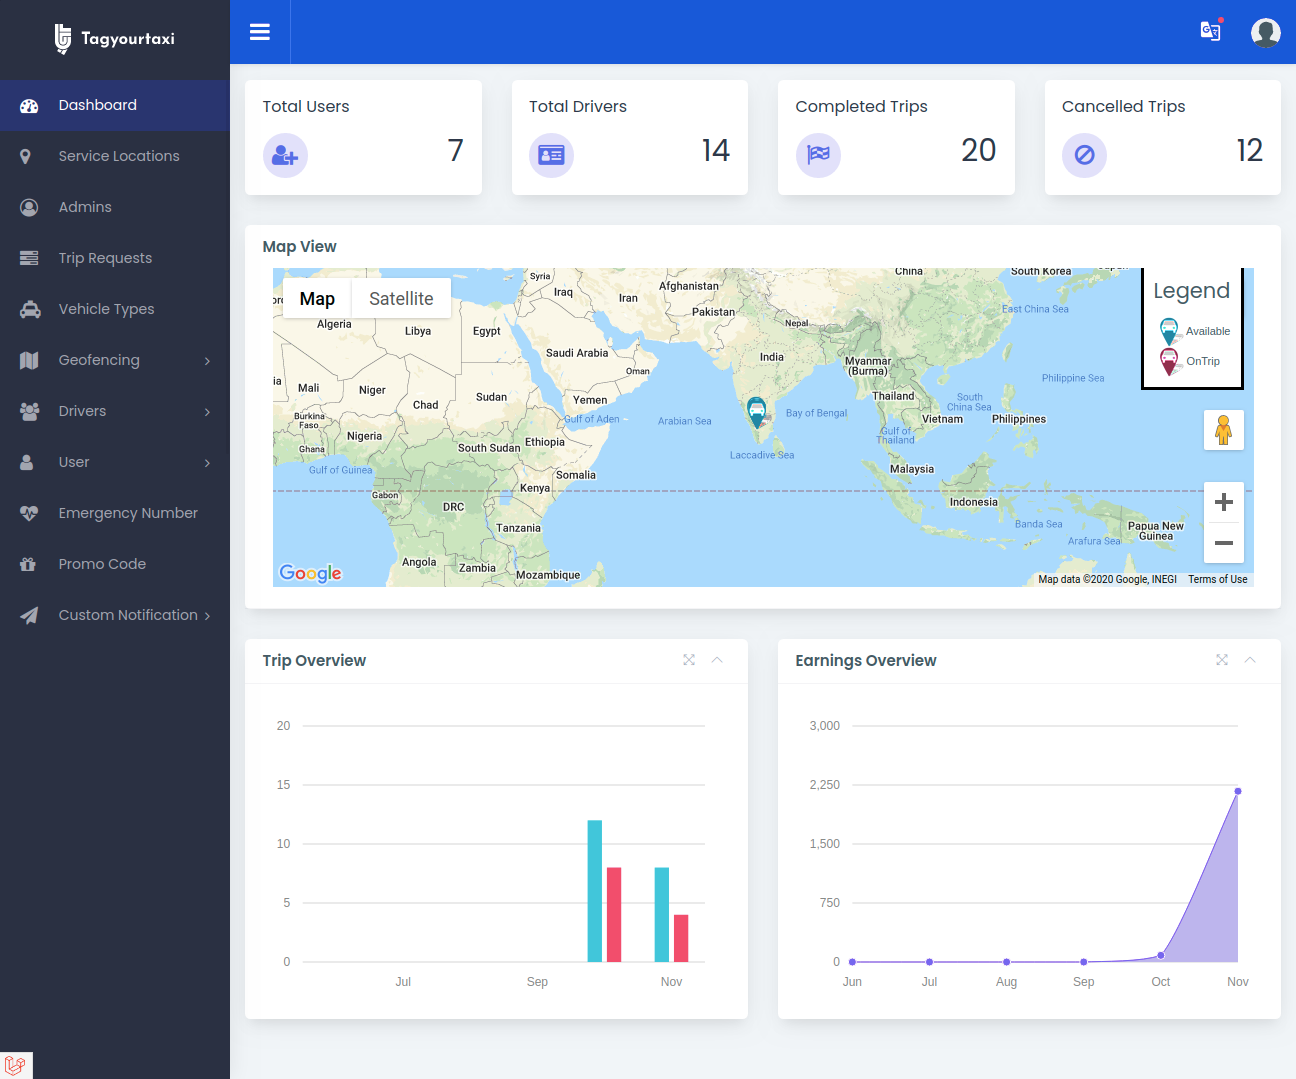 Tagyourtaxi
Dashboard
Service Locations
Admins
Trip Requests
Vehicle Types
Geofencing
Drivers
User
Emergency Number
Promo Code
Custom Notification
Total Users
7
Total Drivers
14
Completed Trips
20
Cancelled Trips
12
Map View
Map
Satellite
Syria
Iraq
Iran
Afghanistan
Pakistan
China
South Korea
Nepal
East China Sea
Algeria
Libya
Egypt
Saudi Arabia
Oman
India
Myanmar
(Burma)
Philippine Sea
Mali
Niger
Chad
Sudan
Yemen
Gulf of Aden
Arabian Sea
Bay of Bengal
Thailand
South
China Sea
Vietnam
Philippines
Burkina
Faso
Nigeria
Ghana
Ethiopia
South Sudan
Gulf of Guinea
Laccadive Sea
Gulf of
Thailand
Malaysia
Somalia
Gabon
DRC
Kenya
Indonesia
Tanzania
Banda Sea
Papua New
Guinea
Arafura Sea
Angola
Zambia
Mozambique
Google
Map data ©2020 Google, INEGI
Terms of Use
Legend
Available
OnTrip
Trip Overview
20
15
10
5
0
Jul
Sep
Nov
Earnings Overview
3,000
2,250
1,500
750
0
Jun
Jul
Aug
Sep
Oct
Nov